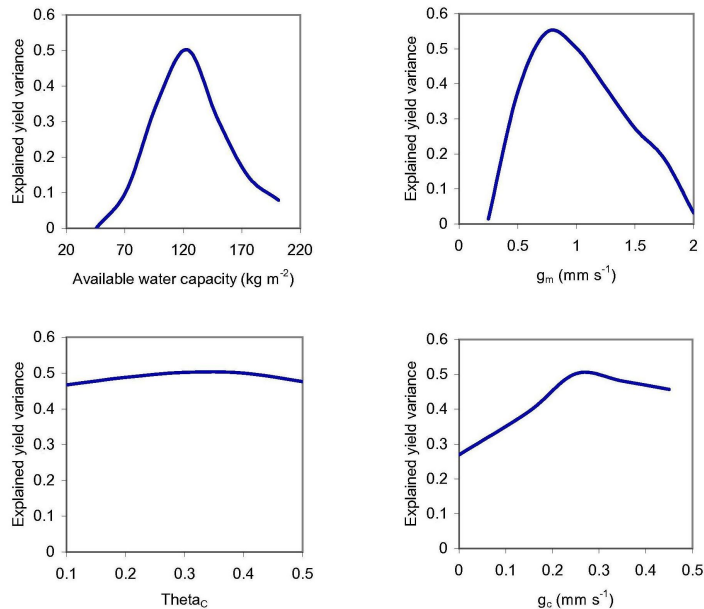 Explained yield variance
0.6
0.5
0.4
0.3
0.2
0.1
0
20 70 120 170 220
Available water capacity (kg m⁻²)
Explained yield variance
0.6
0.5
0.4
0.3
0.2
0.1
0
0 0.5 1 1.5 2
gₘ (mm s⁻¹)
Explained yield variance
0.6
0.5
0.4
0.3
0.2
0.1
0
0.1 0.2 0.3 0.4 0.5
Theta_C
Explained yield variance
0.6
0.5
0.4
0.3
0.2
0.1
0
0 0.1 0.2 0.3 0.4 0.5
g_c (mm s⁻¹)